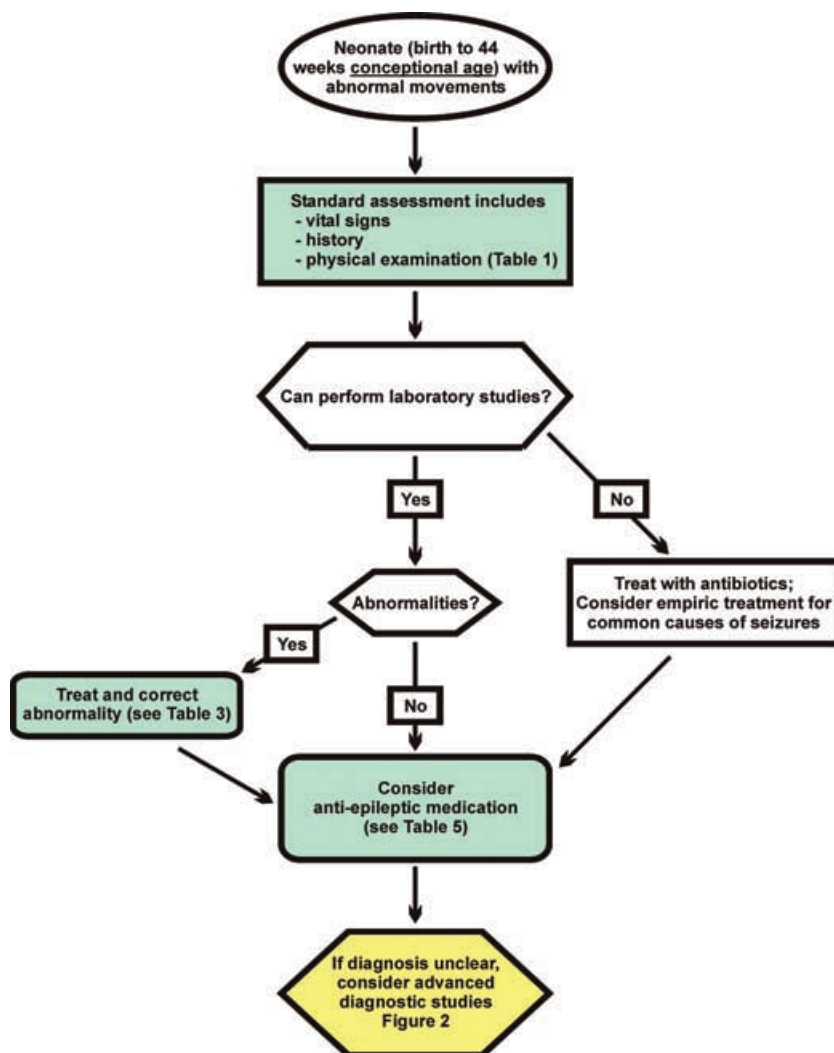 Neonate (birth to 44
weeks conceptional age) with
abnormal movements
Standard assessment includes
- vital signs
- history
- physical examination (Table 1)
Can perform laboratory studies?
Yes
No
Abnormalities?
Treat with antibiotics;
Consider empiric treatment for
common causes of seizures
Yes
Treat and correct
abnormality (see Table 3)
No
Consider
anti-epileptic medication
(see Table 5)
If diagnosis unclear,
consider advanced
diagnostic studies
Figure 2